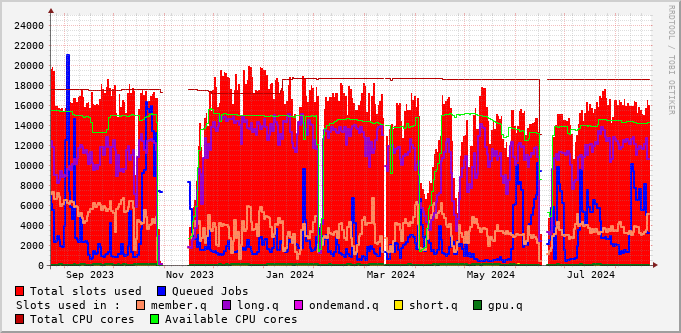 24000
22000
20000
18000
16000
14000
12000
10000
8000
6000
4000
2000
0
Sep 2023 Nov 2023 Jan 2024 Mar 2024 May 2024 Jul 2024
Total slots used Queued Jobs
Slots used in : member.q long.q ondemand.q short.q gpu.q
Total CPU cores Available CPU cores
RRDTOOL / TOBI OETIKER